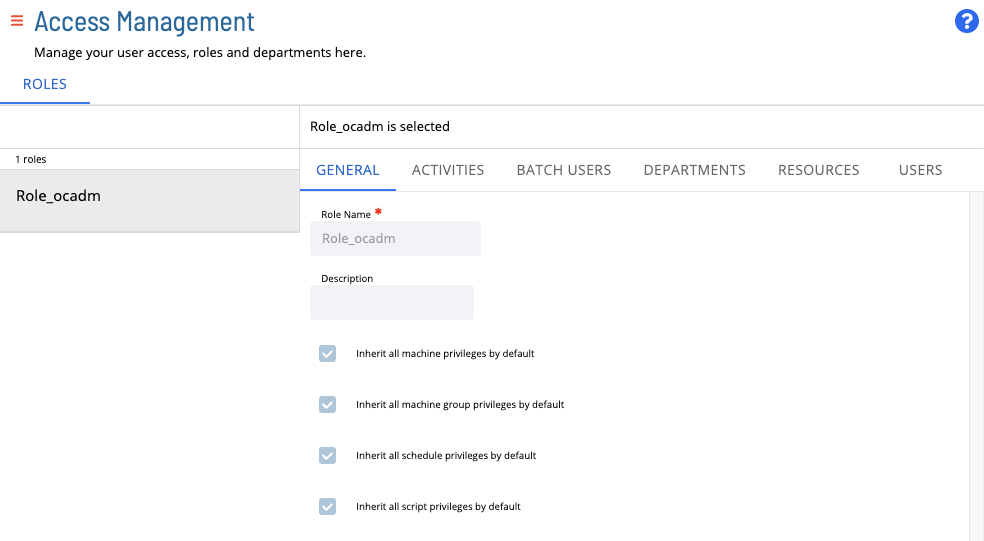 Access Management
?
Manage your user access, roles and departments here.
ROLES
Role_ocadm is selected
1 roles
Role_ocadm
GENERAL ACTIVITIES BATCH USERS DEPARTMENTS RESOURCES USERS
Role Name *
Role_ocadm
Description
Inherit all machine privileges by default
Inherit all machine group privileges by default
Inherit all schedule privileges by default
Inherit all script privileges by default